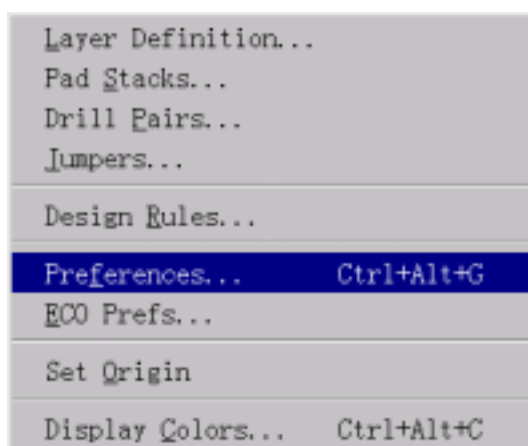 Layer Definition...
Pad Stacks...
Drill Pairs...
Jumpers...
Design Rules...
Preferences... Ctrl+Alt+G
ECO Prefs...
Set Origin
Display Colors... Ctrl+Alt+C